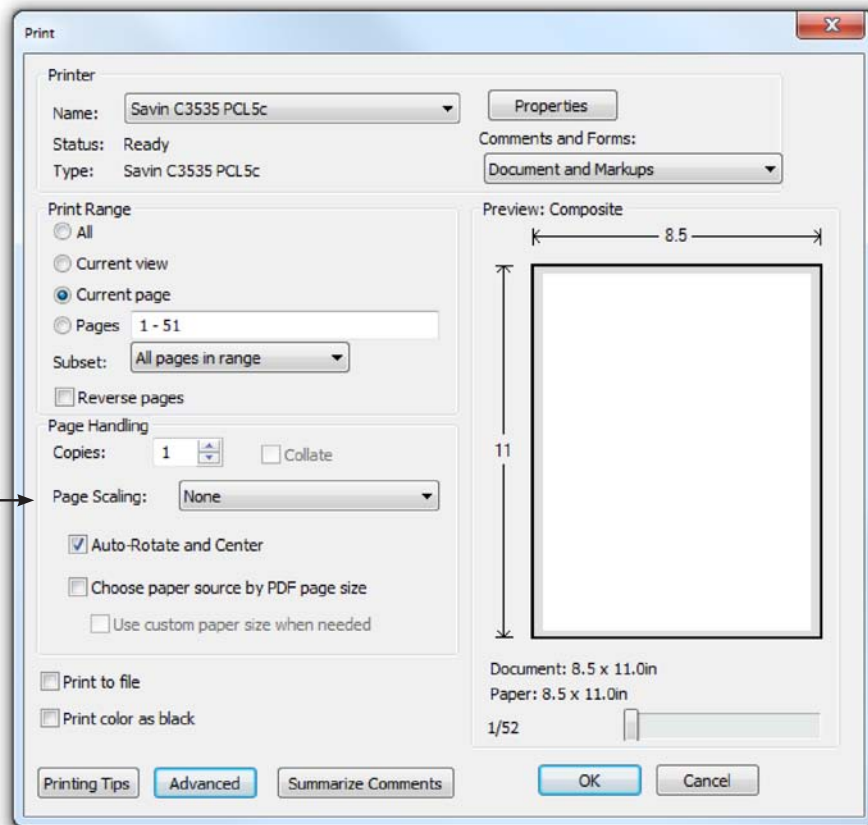 Print
Printer
Name: Savin C3535 PCL5c
Properties
Status: Ready
Comments and Forms:
Type: Savin C3535 PCL5c
Document and Markups
Print Range
All
Current view
Current page
Pages 1 - 51
Subset: All pages in range
Reverse pages
Page Handling
Copies: 1 Collate
Page Scaling: None
Auto-Rotate and Center
Choose paper source by PDF page size
Use custom paper size when needed
Print to file
Print color as black
Preview: Composite
8.5
11
Document: 8.5 x 11.0in
Paper: 8.5 x 11.0in
1/52
Printing Tips Advanced Summarize Comments OK Cancel